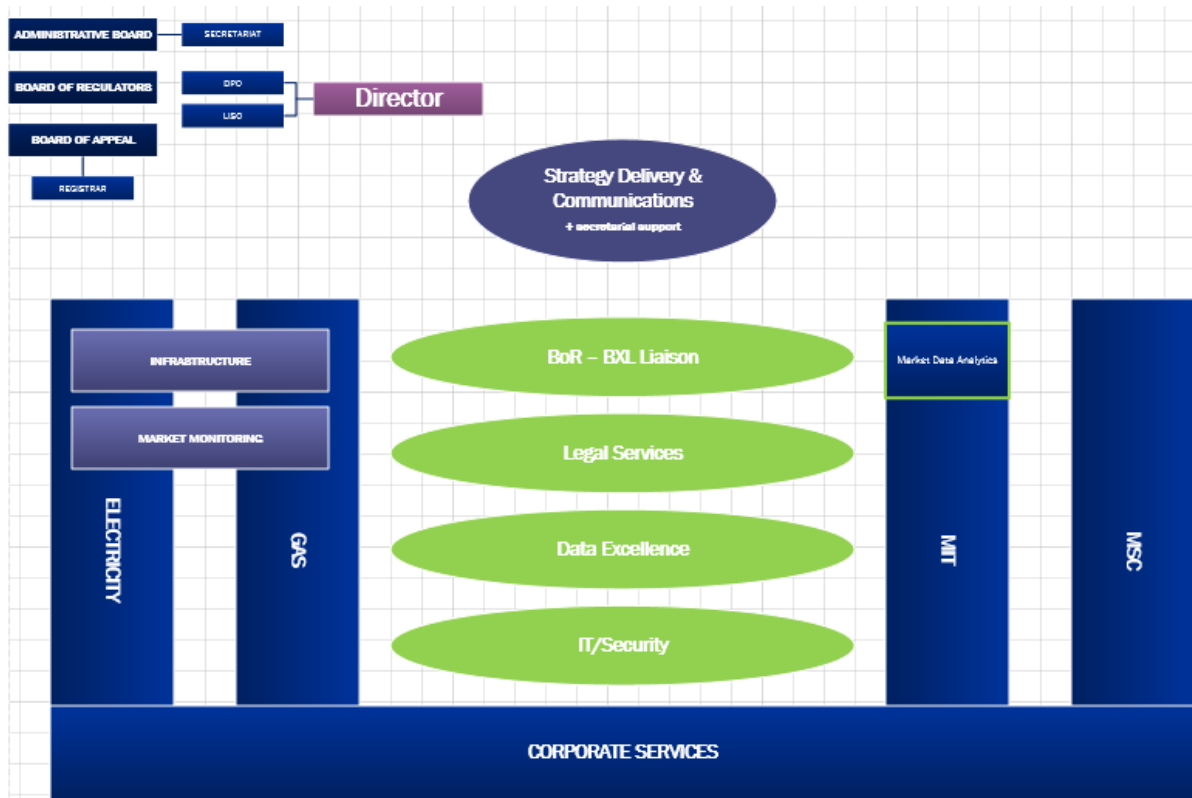 ADMINISTRATIVE BOARD
SECRETARIAT
BOARD OF REGULATORS
DPO
LISO
Director
BOARD OF APPEAL
REGISTRAR
Strategy Delivery &
Communications
+ secretarial support
INFRASTRUCTURE
MARKET MONITORING
ELECTRICITY
GAS
BoR – BXL Liaison
Legal Services
Data Excellence
IT/Security
Market Data Analytics
MIT
MSC
CORPORATE SERVICES